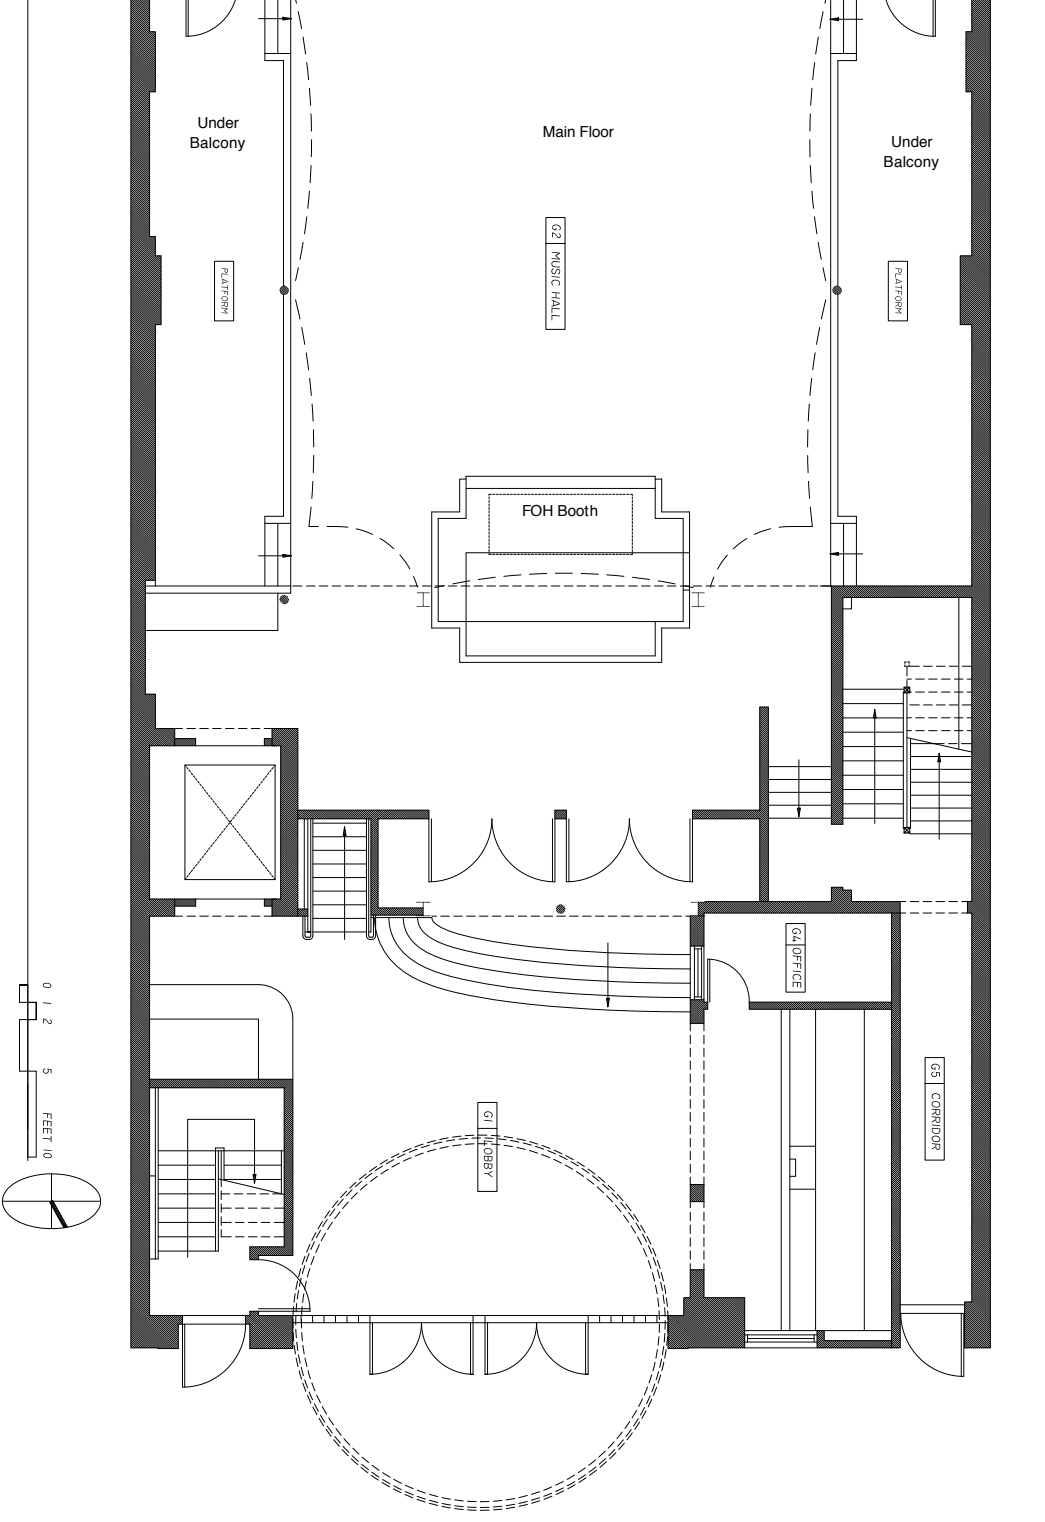 Under
Balcony
Main Floor
Under
Balcony
G2 MUSIC HALL
PLATFORM
PLATFORM
FOH Booth
G4 OFFICE
0 1 2 5 FEET 10
G5 CORRIDOR
G1 LOBBY